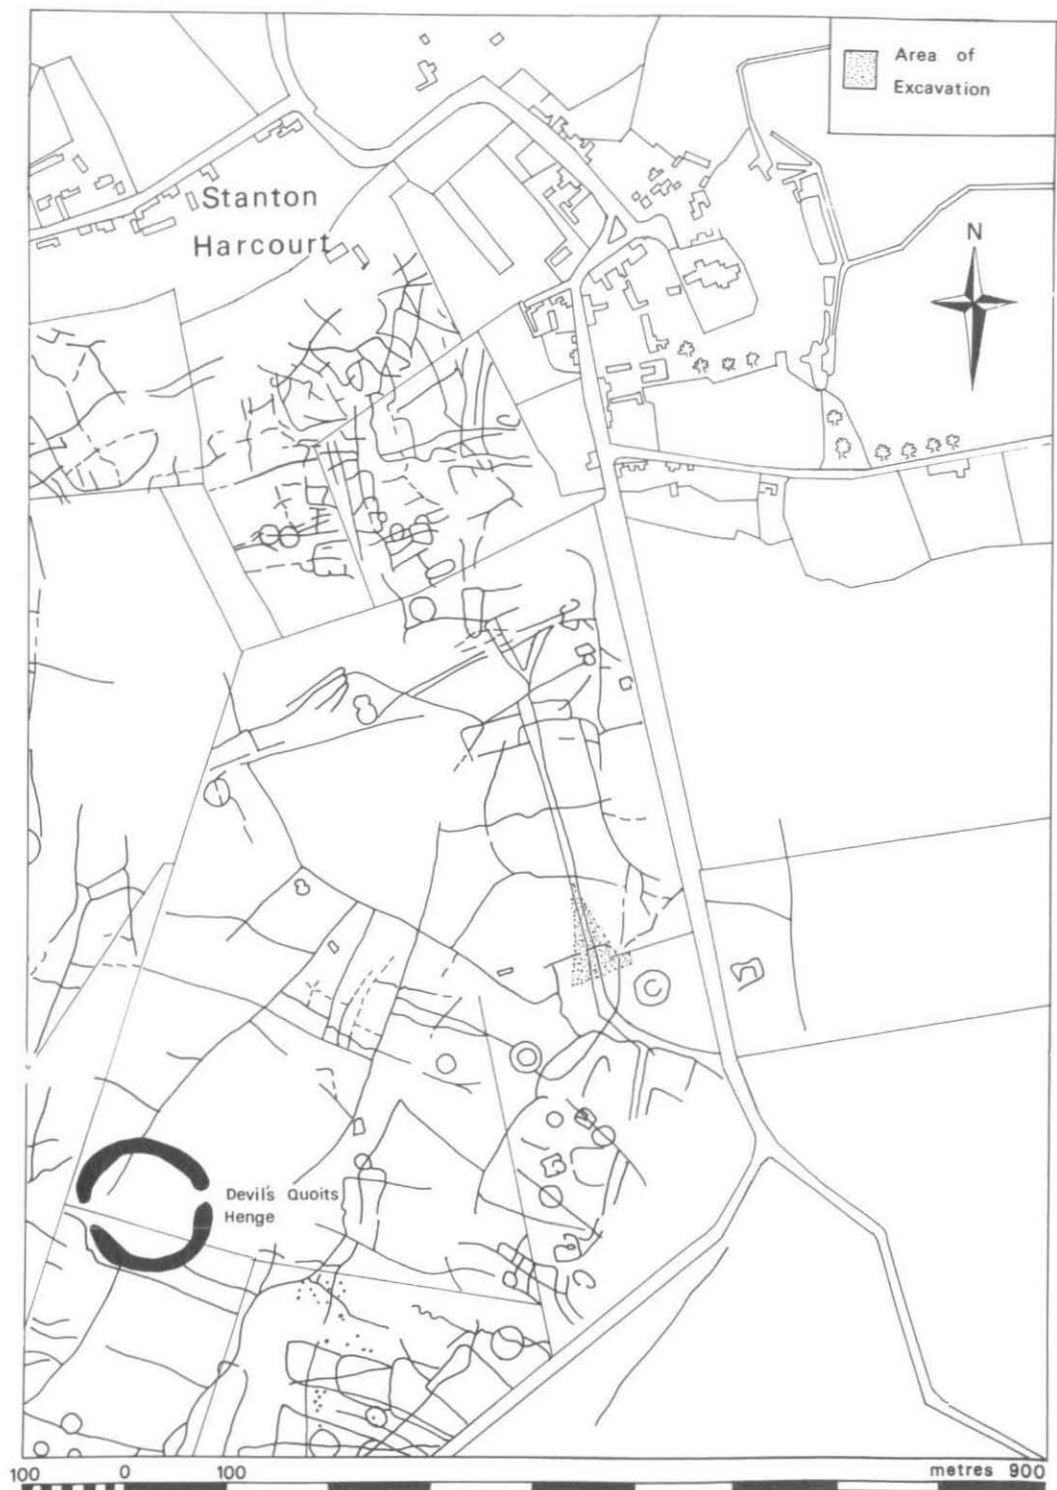 Area of
Excavation
Stanton
Harcourt
N
Devil's Quoits
Henge
100 0 100 metres 900